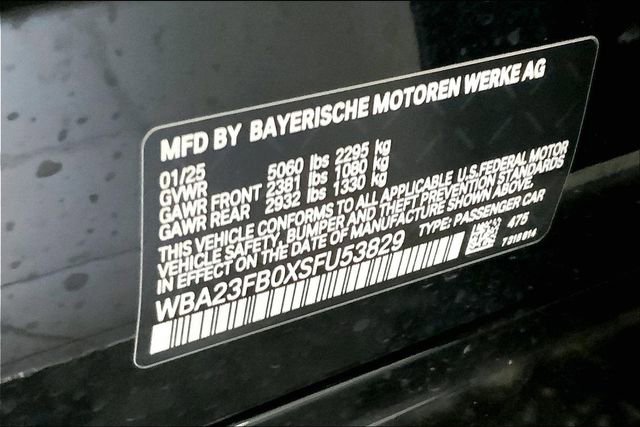 MFD BY BAYERISCHE MOTOREN WERKE AG
01/25 5060 lbs 2295 kg
GVWR
GAWR FRONT 2381 lbs 1080 kg
GAWR REAR 2932 lbs 1330 kg
THIS VEHICLE CONFORMS TO ALL APPLICABLE U.S.FEDERAL MOTOR
VEHICLE SAFETY, BUMPER AND THEFT PREVENTION STANDARDS
IN EFFECT ON THE DATE OF MANUFACTURE SHOWN ABOVE.
WBA23FB0XSFU53829 TYPE: PASSENGER CAR
475